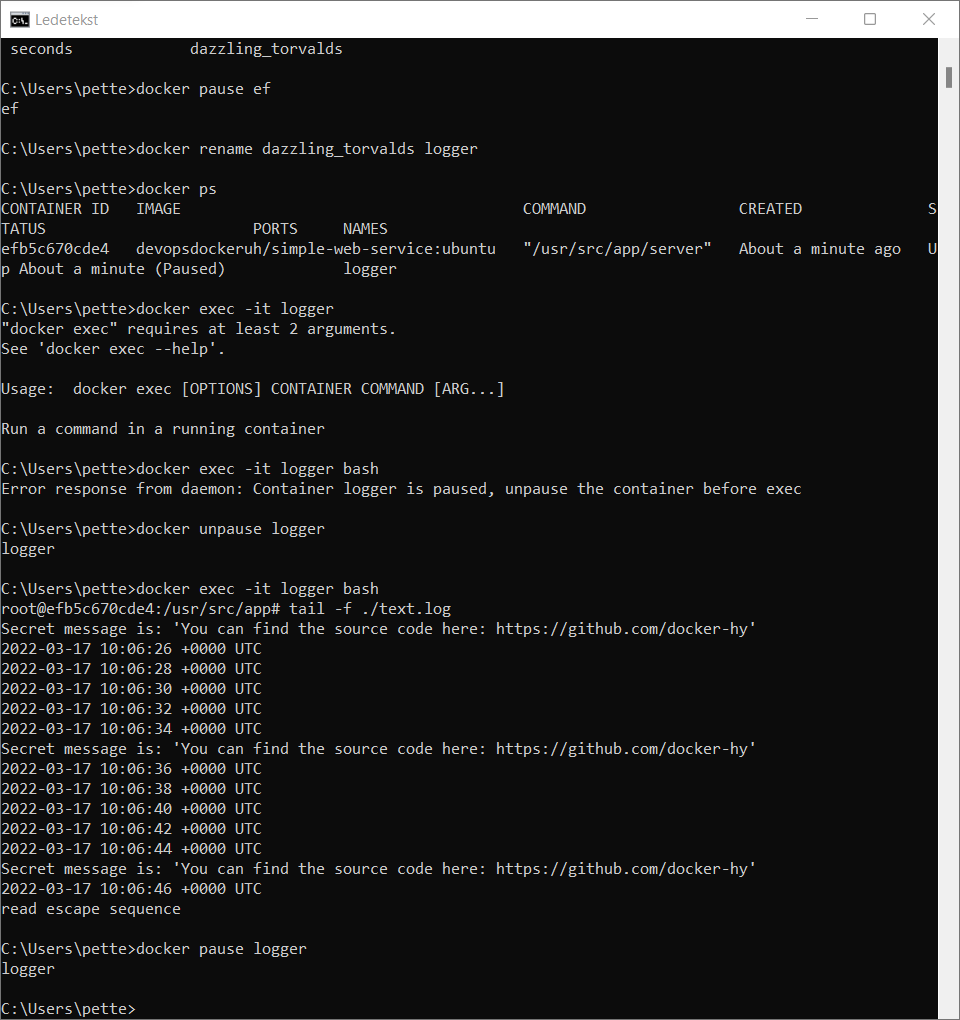 Ledetekst
 seconds             dazzling_torvalds
C:\Users\pette>docker pause ef
ef
C:\Users\pette>docker rename dazzling_torvalds logger
C:\Users\pette>docker ps
CONTAINER ID   IMAGE                                      COMMAND                 CREATED              S
TATUS                       PORTS     NAMES
efb5c670cde4   devopsdockeruh/simple-web-service:ubuntu   "/usr/src/app/server"   About a minute ago   U
p About a minute (Paused)             logger
C:\Users\pette>docker exec -it logger
"docker exec" requires at least 2 arguments.
See 'docker exec --help'.
Usage:  docker exec [OPTIONS] CONTAINER COMMAND [ARG...]
Run a command in a running container
C:\Users\pette>docker exec -it logger bash
Error response from daemon: Container logger is paused, unpause the container before exec
C:\Users\pette>docker unpause logger
logger
C:\Users\pette>docker exec -it logger bash
root@efb5c670cde4:/usr/src/app# tail -f ./text.log
Secret message is: 'You can find the source code here: https://github.com/docker-hy'
2022-03-17 10:06:26 +0000 UTC
2022-03-17 10:06:28 +0000 UTC
2022-03-17 10:06:30 +0000 UTC
2022-03-17 10:06:32 +0000 UTC
2022-03-17 10:06:34 +0000 UTC
Secret message is: 'You can find the source code here: https://github.com/docker-hy'
2022-03-17 10:06:36 +0000 UTC
2022-03-17 10:06:38 +0000 UTC
2022-03-17 10:06:40 +0000 UTC
2022-03-17 10:06:42 +0000 UTC
2022-03-17 10:06:44 +0000 UTC
Secret message is: 'You can find the source code here: https://github.com/docker-hy'
2022-03-17 10:06:46 +0000 UTC
read escape sequence
C:\Users\pette>docker pause logger
logger
C:\Users\pette>